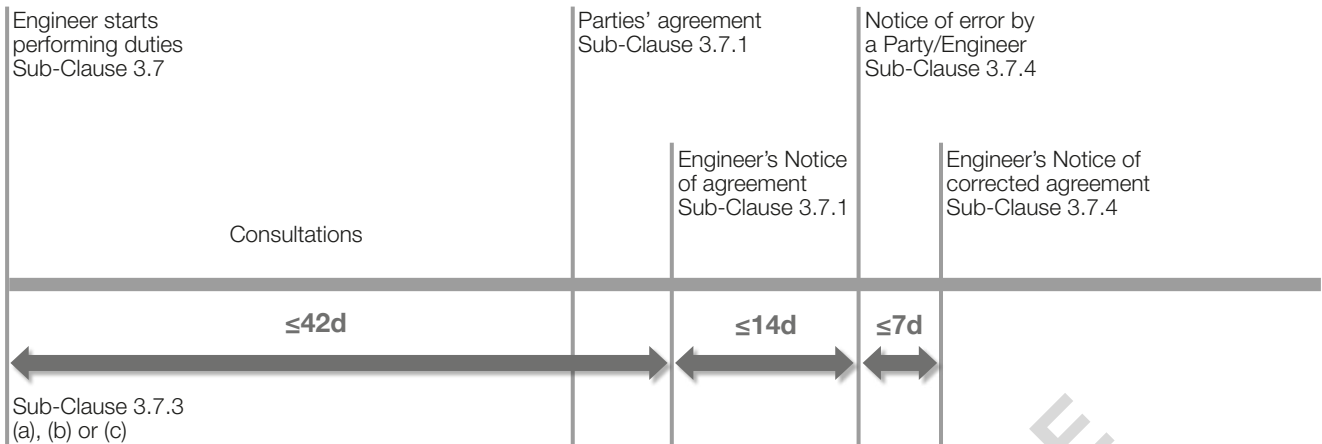 Engineer starts
performing duties
Sub-Clause 3.7
Parties’ agreement
Sub-Clause 3.7.1
Notice of error by
a Party/Engineer
Sub-Clause 3.7.4
Engineer’s Notice
of agreement
Sub-Clause 3.7.1
Engineer’s Notice of
corrected agreement
Sub-Clause 3.7.4
Consultations
≤42d
≤14d
≤7d
Sub-Clause 3.7.3
(a), (b) or (c)